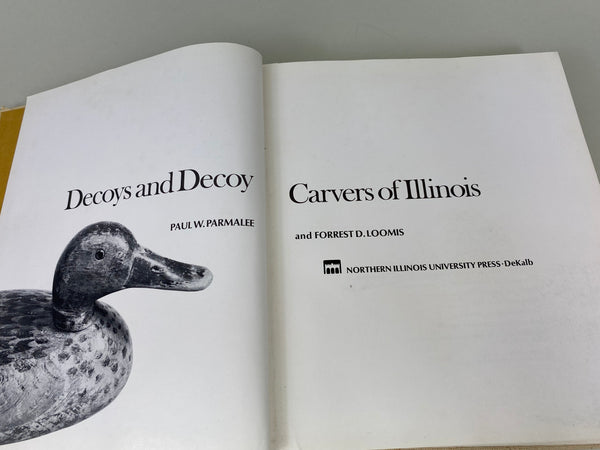 Decoys and Decoy Carvers of Illinois
PAUL W. PARMALEE and FORREST D. LOOMIS
NORTHERN ILLINOIS UNIVERSITY PRESS · DeKalb